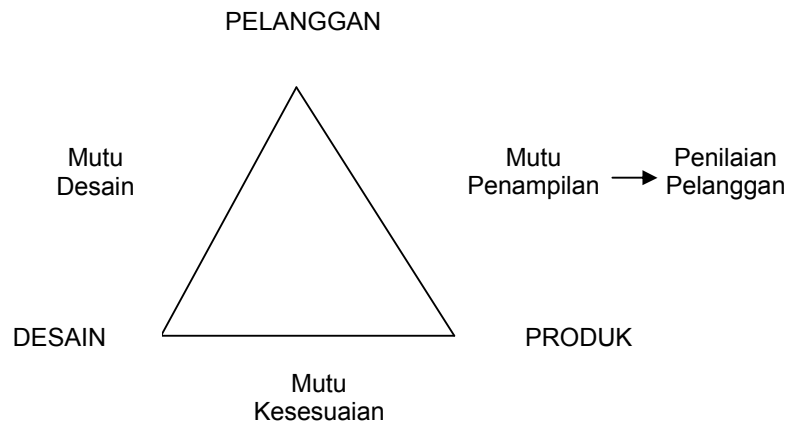 PELANGGAN
Mutu
Desain
Mutu
Penampilan
Penilaian
Pelanggan
DESAIN
PRODUK
Mutu
Kesesuaian